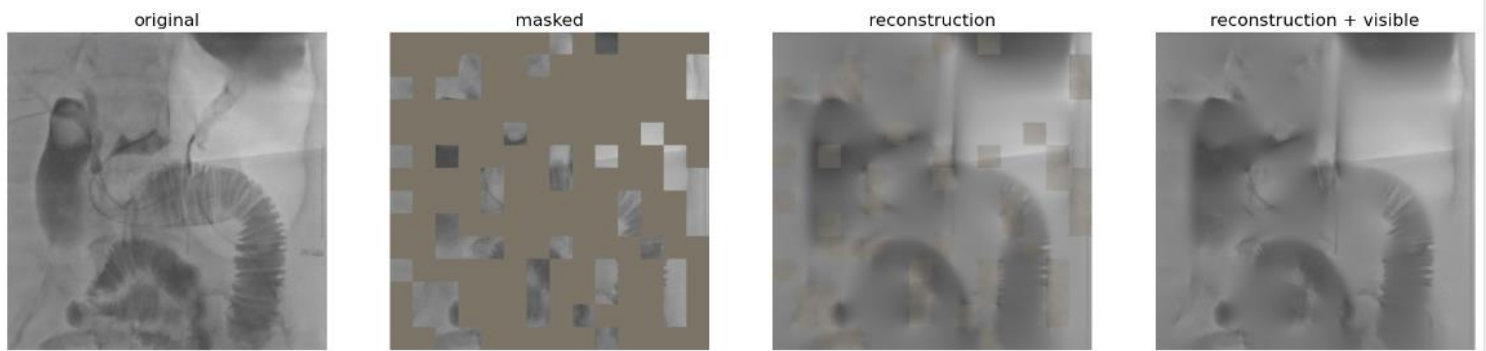 original
masked
reconstruction
reconstruction + visible